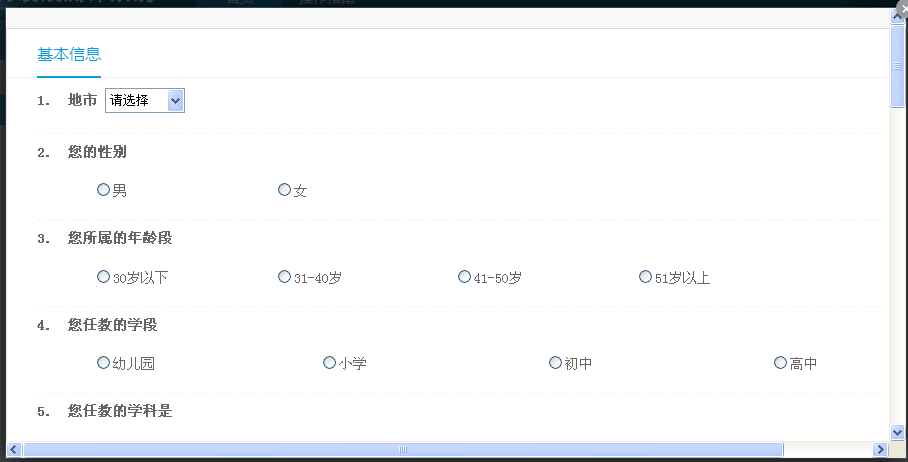 基本信息
1. 地市 请选择
2. 您的性别
男 女
3. 您所属的年龄段
30岁以下 31-40岁 41-50岁 51岁以上
4. 您任教的学段
幼儿园 小学 初中 高中
5. 您任教的学科是